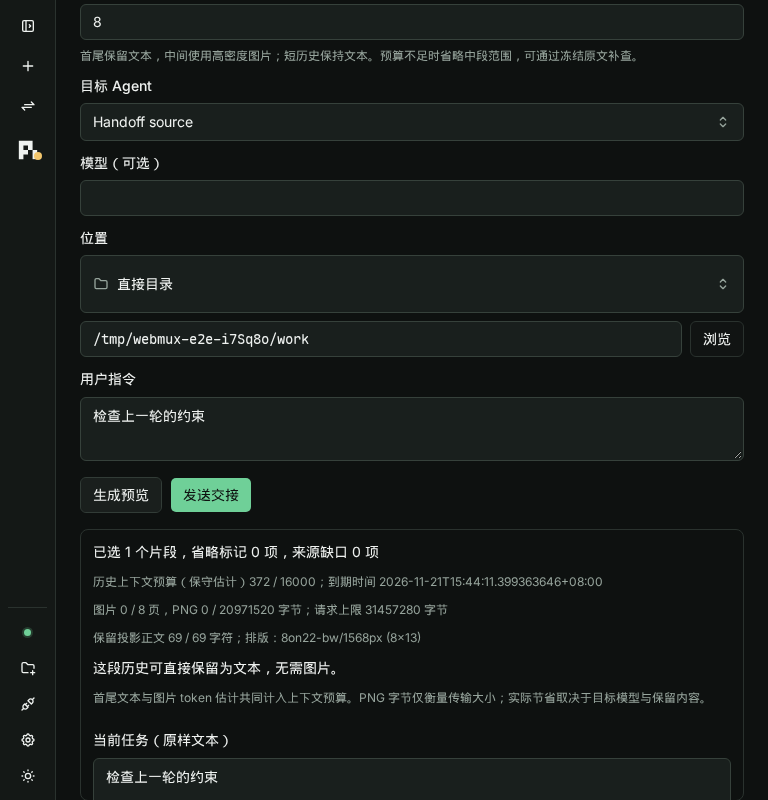 8
首尾保留文本，中间使用高密度图片；短历史保持文本。预算不足时省略中段范围，可通过冻结原文补查。
目标 Agent
Handoff source
模型（可选）
位置
直接目录
/tmp/webmux-e2e-i7Sq8o/work
浏览
用户指令
检查上一轮的约束
生成预览
发送交接
已选 1 个片段，省略标记 0 项，来源缺口 0 项
历史上下文预算（保守估计）372 / 16000；到期时间 2026-11-21T15:44:11.399363646+08:00
图片 0 / 8 页，PNG 0 / 20971520 字节；请求上限 31457280 字节
保留投影正文 69 / 69 字符；排版：8on22-bw/1568px (8×13)
这段历史可直接保留为文本，无需图片。
首尾文本与图片 token 估计共同计入上下文预算。PNG 字节仅衡量传输大小；实际节省取决于目标模型与保留内容。
当前任务（原样文本）
检查上一轮的约束